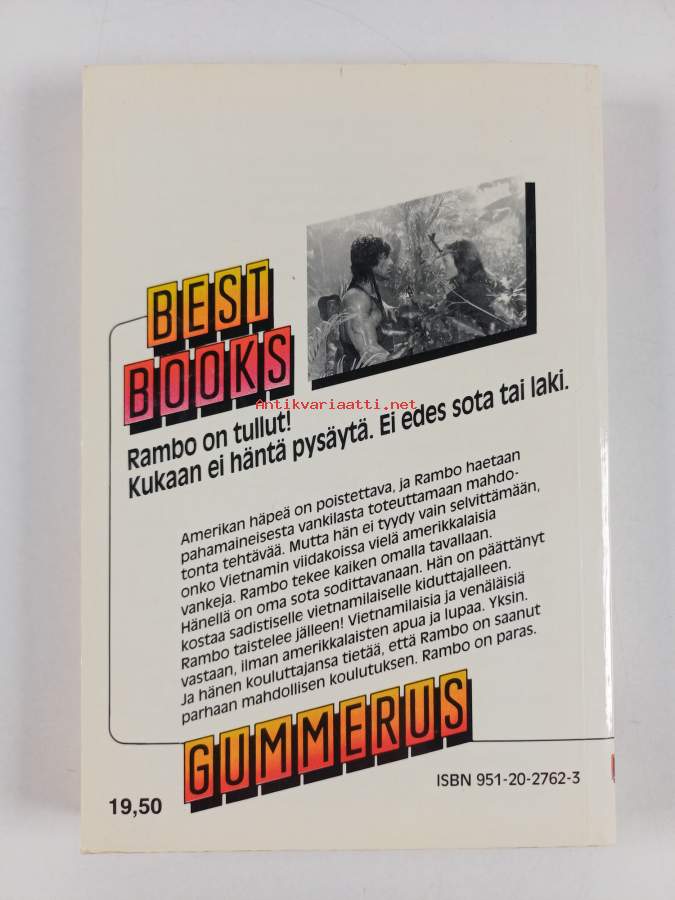 BEST
BOOKS
Antikvariaatti.net
Rambo on tullut!
Kukaan ei häntä pysäytä. Ei edes sota tai laki.
Amerikan häpeä on poistettava, ja Rambo haetaan
pahamaineisesta vankilasta toteuttamaan mahdo-
tonta tehtävää. Mutta hän ei tyydy vain selvittämään,
onko Vietnamin viidakoissa vielä amerikkalaisia
vankeja. Rambo tekee kaiken omalla tavallaan.
Hänellä on oma sota sodittavanaan. Hän on päättänyt
kostaa sadistiselle vietnamilaiselle kiduttajalleen.
Rambo taistelee jälleen! Vietnamilaisia ja venäläisiä
vastaan, ilman amerikkalaisten apua ja lupaa. Yksin.
Ja hänen kouluttajansa tietää, että Rambo on saanut
parhaan mahdollisen koulutuksen. Rambo on paras.
GUMMERUS
ISBN 951-20-2762-3
19,50